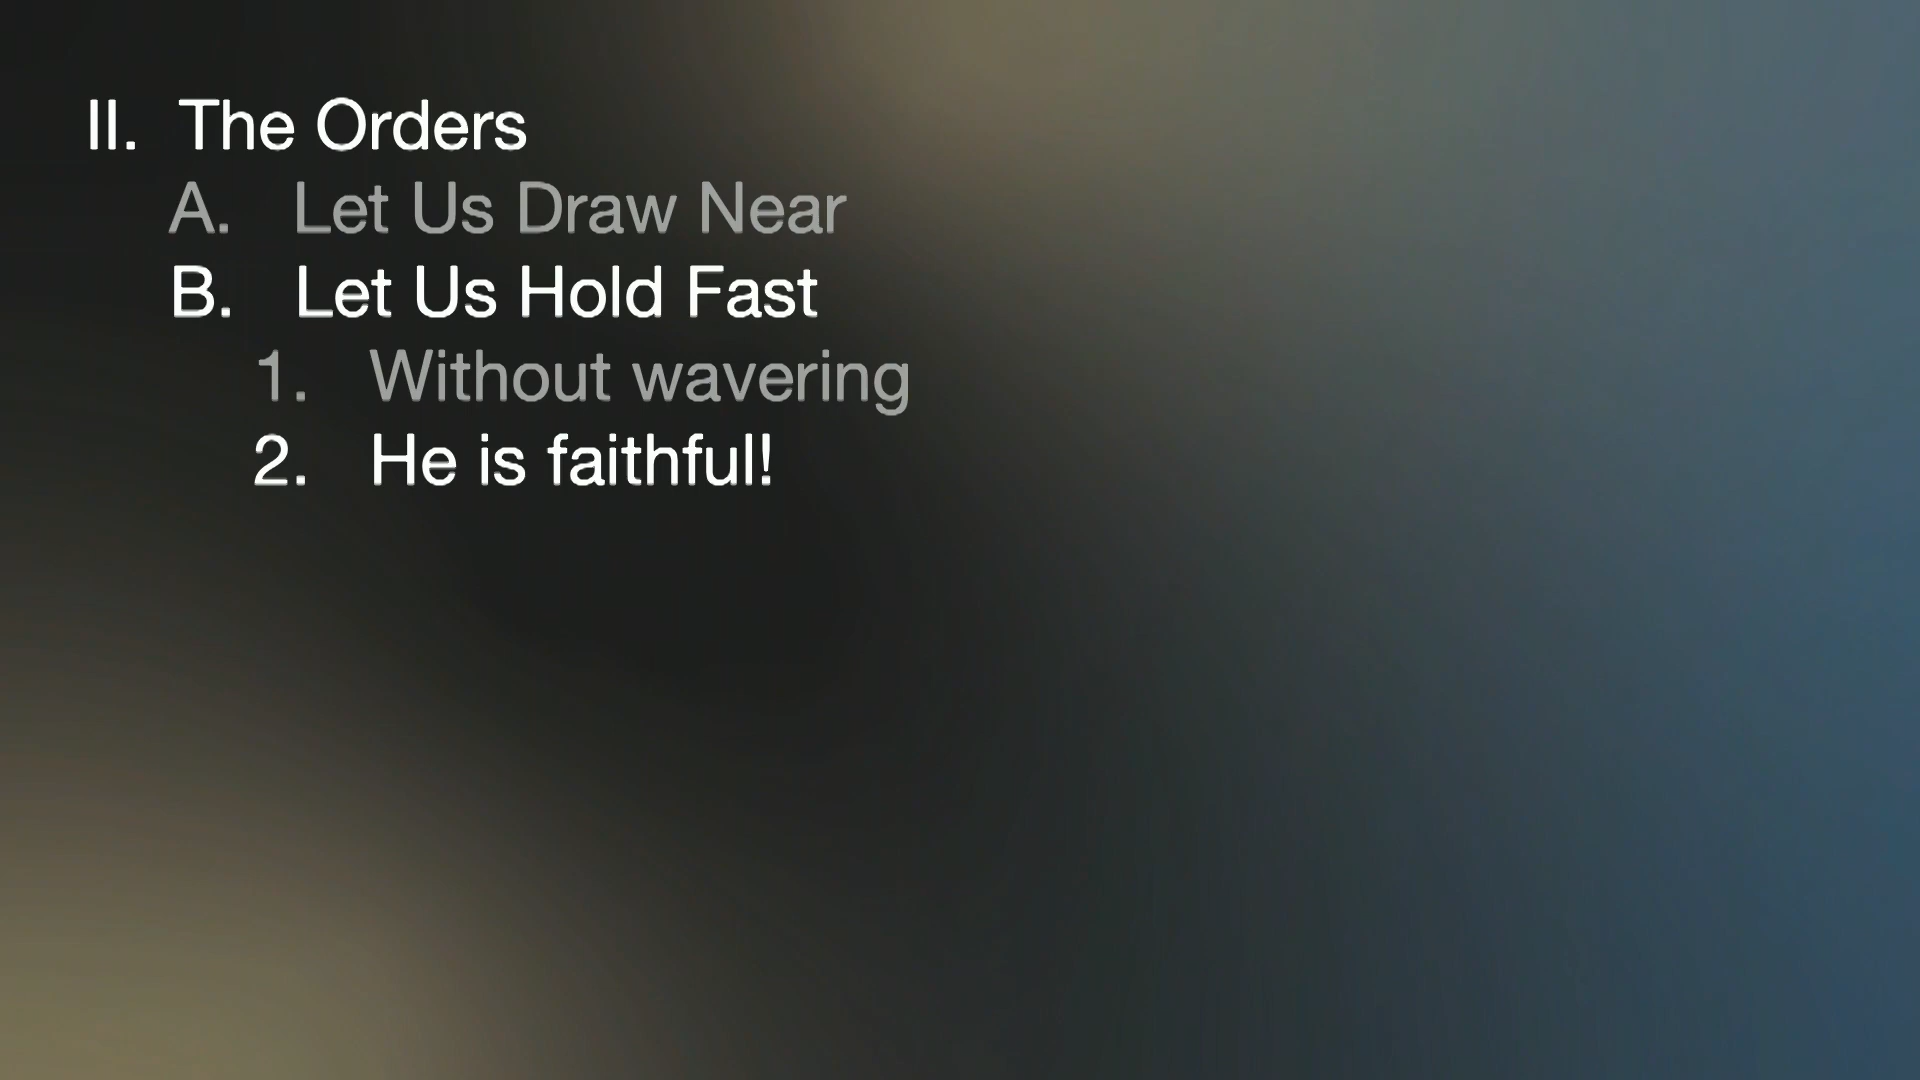 II. The Orders
A. Let Us Draw Near
B. Let Us Hold Fast
1. Without wavering
2. He is faithful!